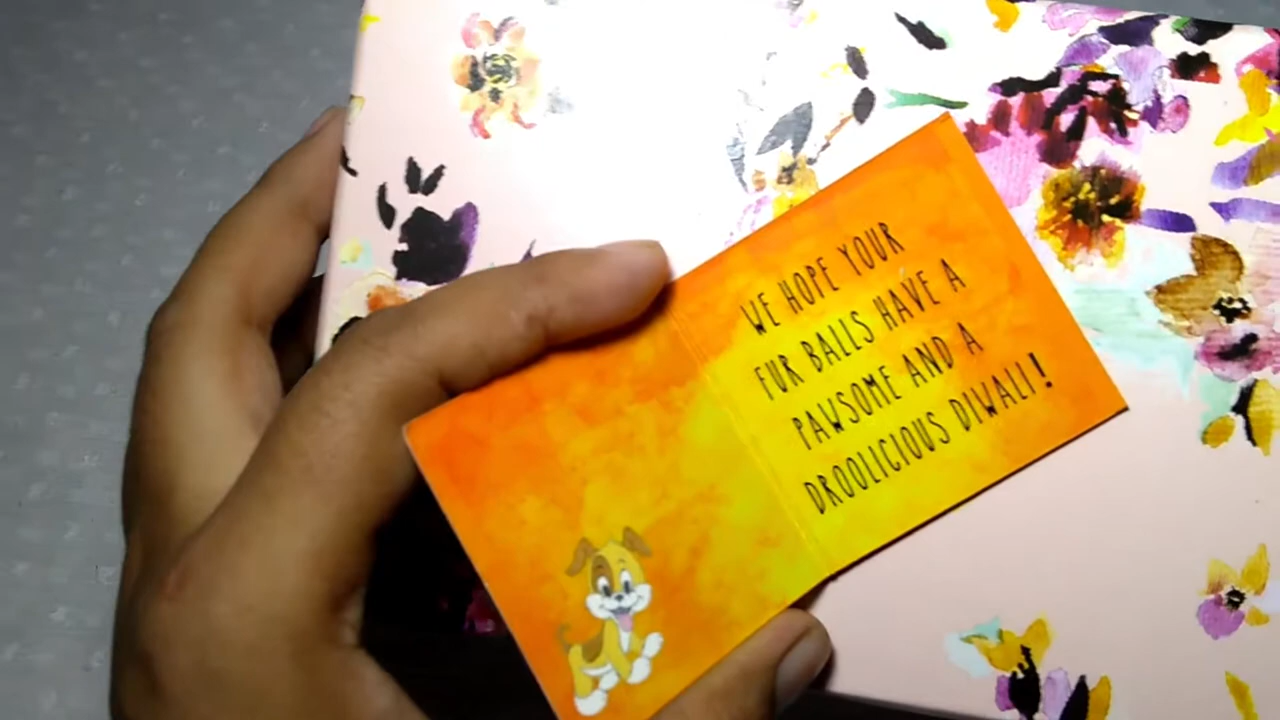 WE HOPE YOUR
FUR BALLS HAVE A
PAWSOME AND A
DROOLICIOUS DIWALI!